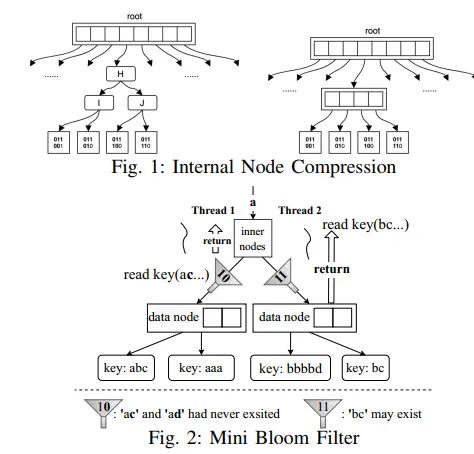 root
root
H
......
......
......
......
I
J
011
001
011
010
011
100
011
110
011
001
011
010
011
100
011
110
Fig. 1: Internal Node Compression
a
Thread 1
Thread 2
read key(bc...)
return
inner
nodes
return
read key(ac...)
10
11
data node
data node
key: abc
key: aaa
key: bbbbd
key: bc
10
: 'ac' and 'ad' had never exsited
11
: 'bc' may exist
Fig. 2: Mini Bloom Filter